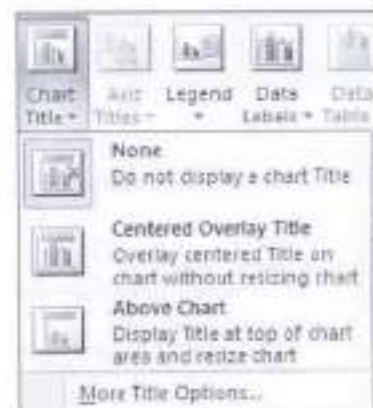 Chart Axis Legend Data Data
Title Titles Labels Table
None
Do not display a chart Title
Centered Overlay Title
Overlay centered Title on
chart without resizing chart
Above Chart
Display Title at top of chart
area and resize chart
More Title Options...